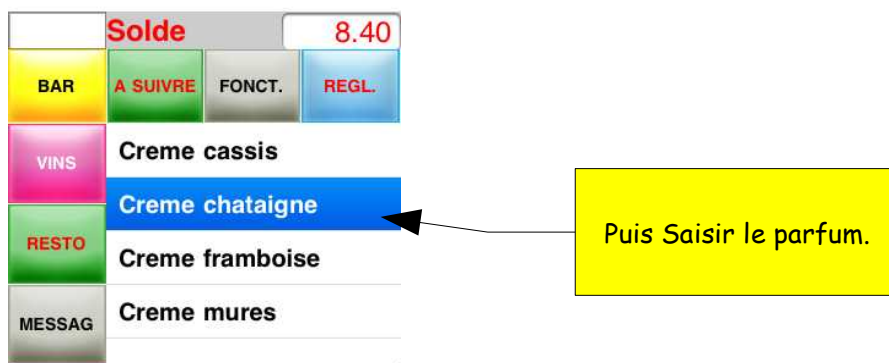 Solde 8.40
BAR A SUIVRE FONCT. REGL.
VINS
Creme cassis
Creme chataigne
RESTO
Creme framboise
MESSAG
Creme mures
Puis Saisir le parfum.